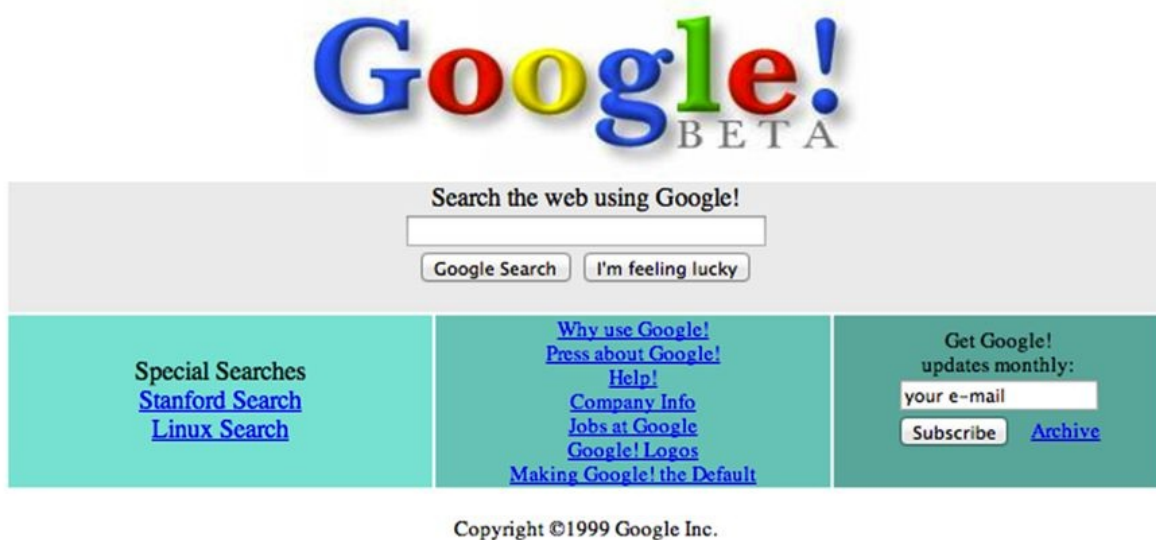 Google!
BETA
Search the web using Google!
Google Search I'm feeling lucky
Special Searches
Stanford Search
Linux Search
Why use Google!
Press about Google!
Help!
Company Info
Jobs at Google
Google! Logos
Making Google! the Default
Get Google!
updates monthly:
your e-mail
Subscribe Archive
Copyright ©1999 Google Inc.